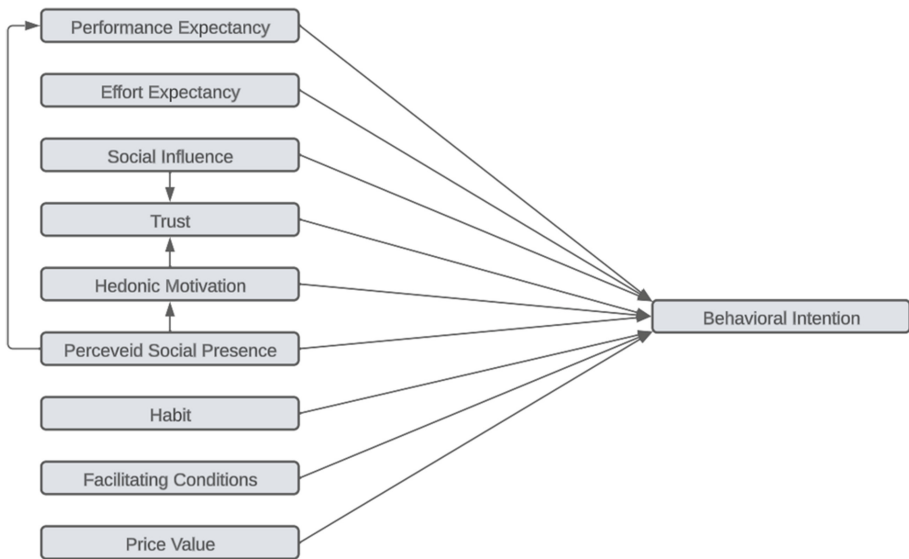 Performance Expectancy
Effort Expectancy
Social Influence
Trust
Hedonic Motivation
Behavioral Intention
Perceveid Social Presence
Habit
Facilitating Conditions
Price Value